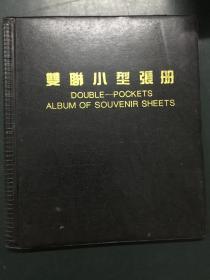 雙聯小型張册
DOUBLE—POCKETS
ALBUM OF SOUVENIR SHEETS